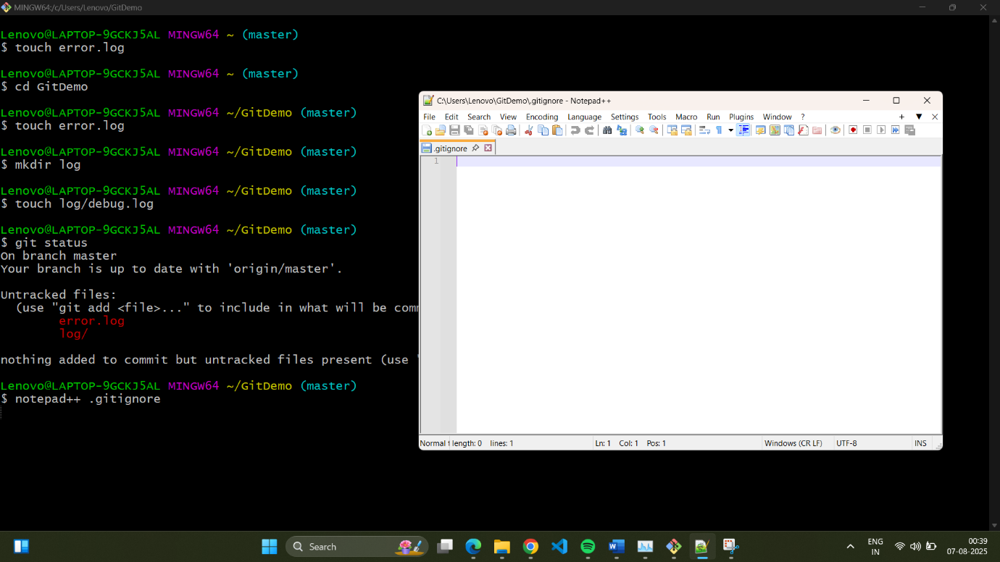 MINGW64:/c/Users/Lenovo/GitDemo
Lenovo@LAPTOP-9GCKJ5AL MINGW64 ~ (master)
$ touch error.log
Lenovo@LAPTOP-9GCKJ5AL MINGW64 ~ (master)
$ cd GitDemo
Lenovo@LAPTOP-9GCKJ5AL MINGW64 ~/GitDemo (master)
$ touch error.log
Lenovo@LAPTOP-9GCKJ5AL MINGW64 ~/GitDemo (master)
$ mkdir log
Lenovo@LAPTOP-9GCKJ5AL MINGW64 ~/GitDemo (master)
$ touch log/debug.log
Lenovo@LAPTOP-9GCKJ5AL MINGW64 ~/GitDemo (master)
$ git status
On branch master
Your branch is up to date with 'origin/master'.
Untracked files:
(use "git add <file>..." to include in what will be com
error.log
log/
nothing added to commit but untracked files present (use
Lenovo@LAPTOP-9GCKJ5AL MINGW64 ~/GitDemo (master)
$ notepad++ .gitignore
C:\Users\Lenovo\GitDemo\.gitignore - Notepad++
File Edit Search View Encoding Language Settings Tools Macro Run Plugins Window ?
.gitignore
1
Normal t length: 0 lines: 1 Ln: 1 Col: 1 Pos: 1 Windows (CR LF) UTF-8 INS
Search
ENG
IN
00:39
07-08-2025